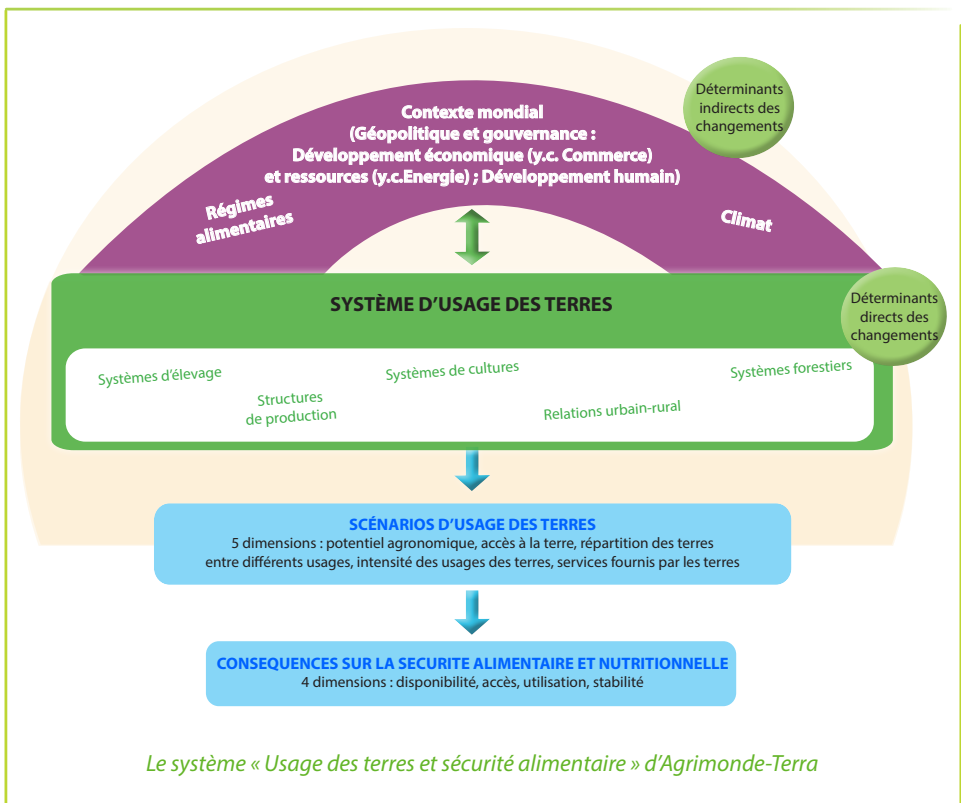 Déterminants
indirects des
changements
Contexte mondial
(Géopolitique et gouvernance :
Développement économique (y.c. Commerce)
et ressources (y.c.Energie) ; Développement humain)
Régimes
alimentaires
Climat
Déterminants
directs des
changements
SYSTÈME D’USAGE DES TERRES
Systèmes d’élevage
Structures
de production
Systèmes de cultures
Relations urbain-rural
Systèmes forestiers
SCÉNARIOS D’USAGE DES TERRES
5 dimensions : potentiel agronomique, accès à la terre, répartition des terres
entre différents usages, intensité des usages des terres, services fournis par les terres
CONSEQUENCES SUR LA SECURITE ALIMENTAIRE ET NUTRITIONNELLE
4 dimensions : disponibilité, accès, utilisation, stabilité
Le système « Usage des terres et sécurité alimentaire » d’Agrimonde-Terra